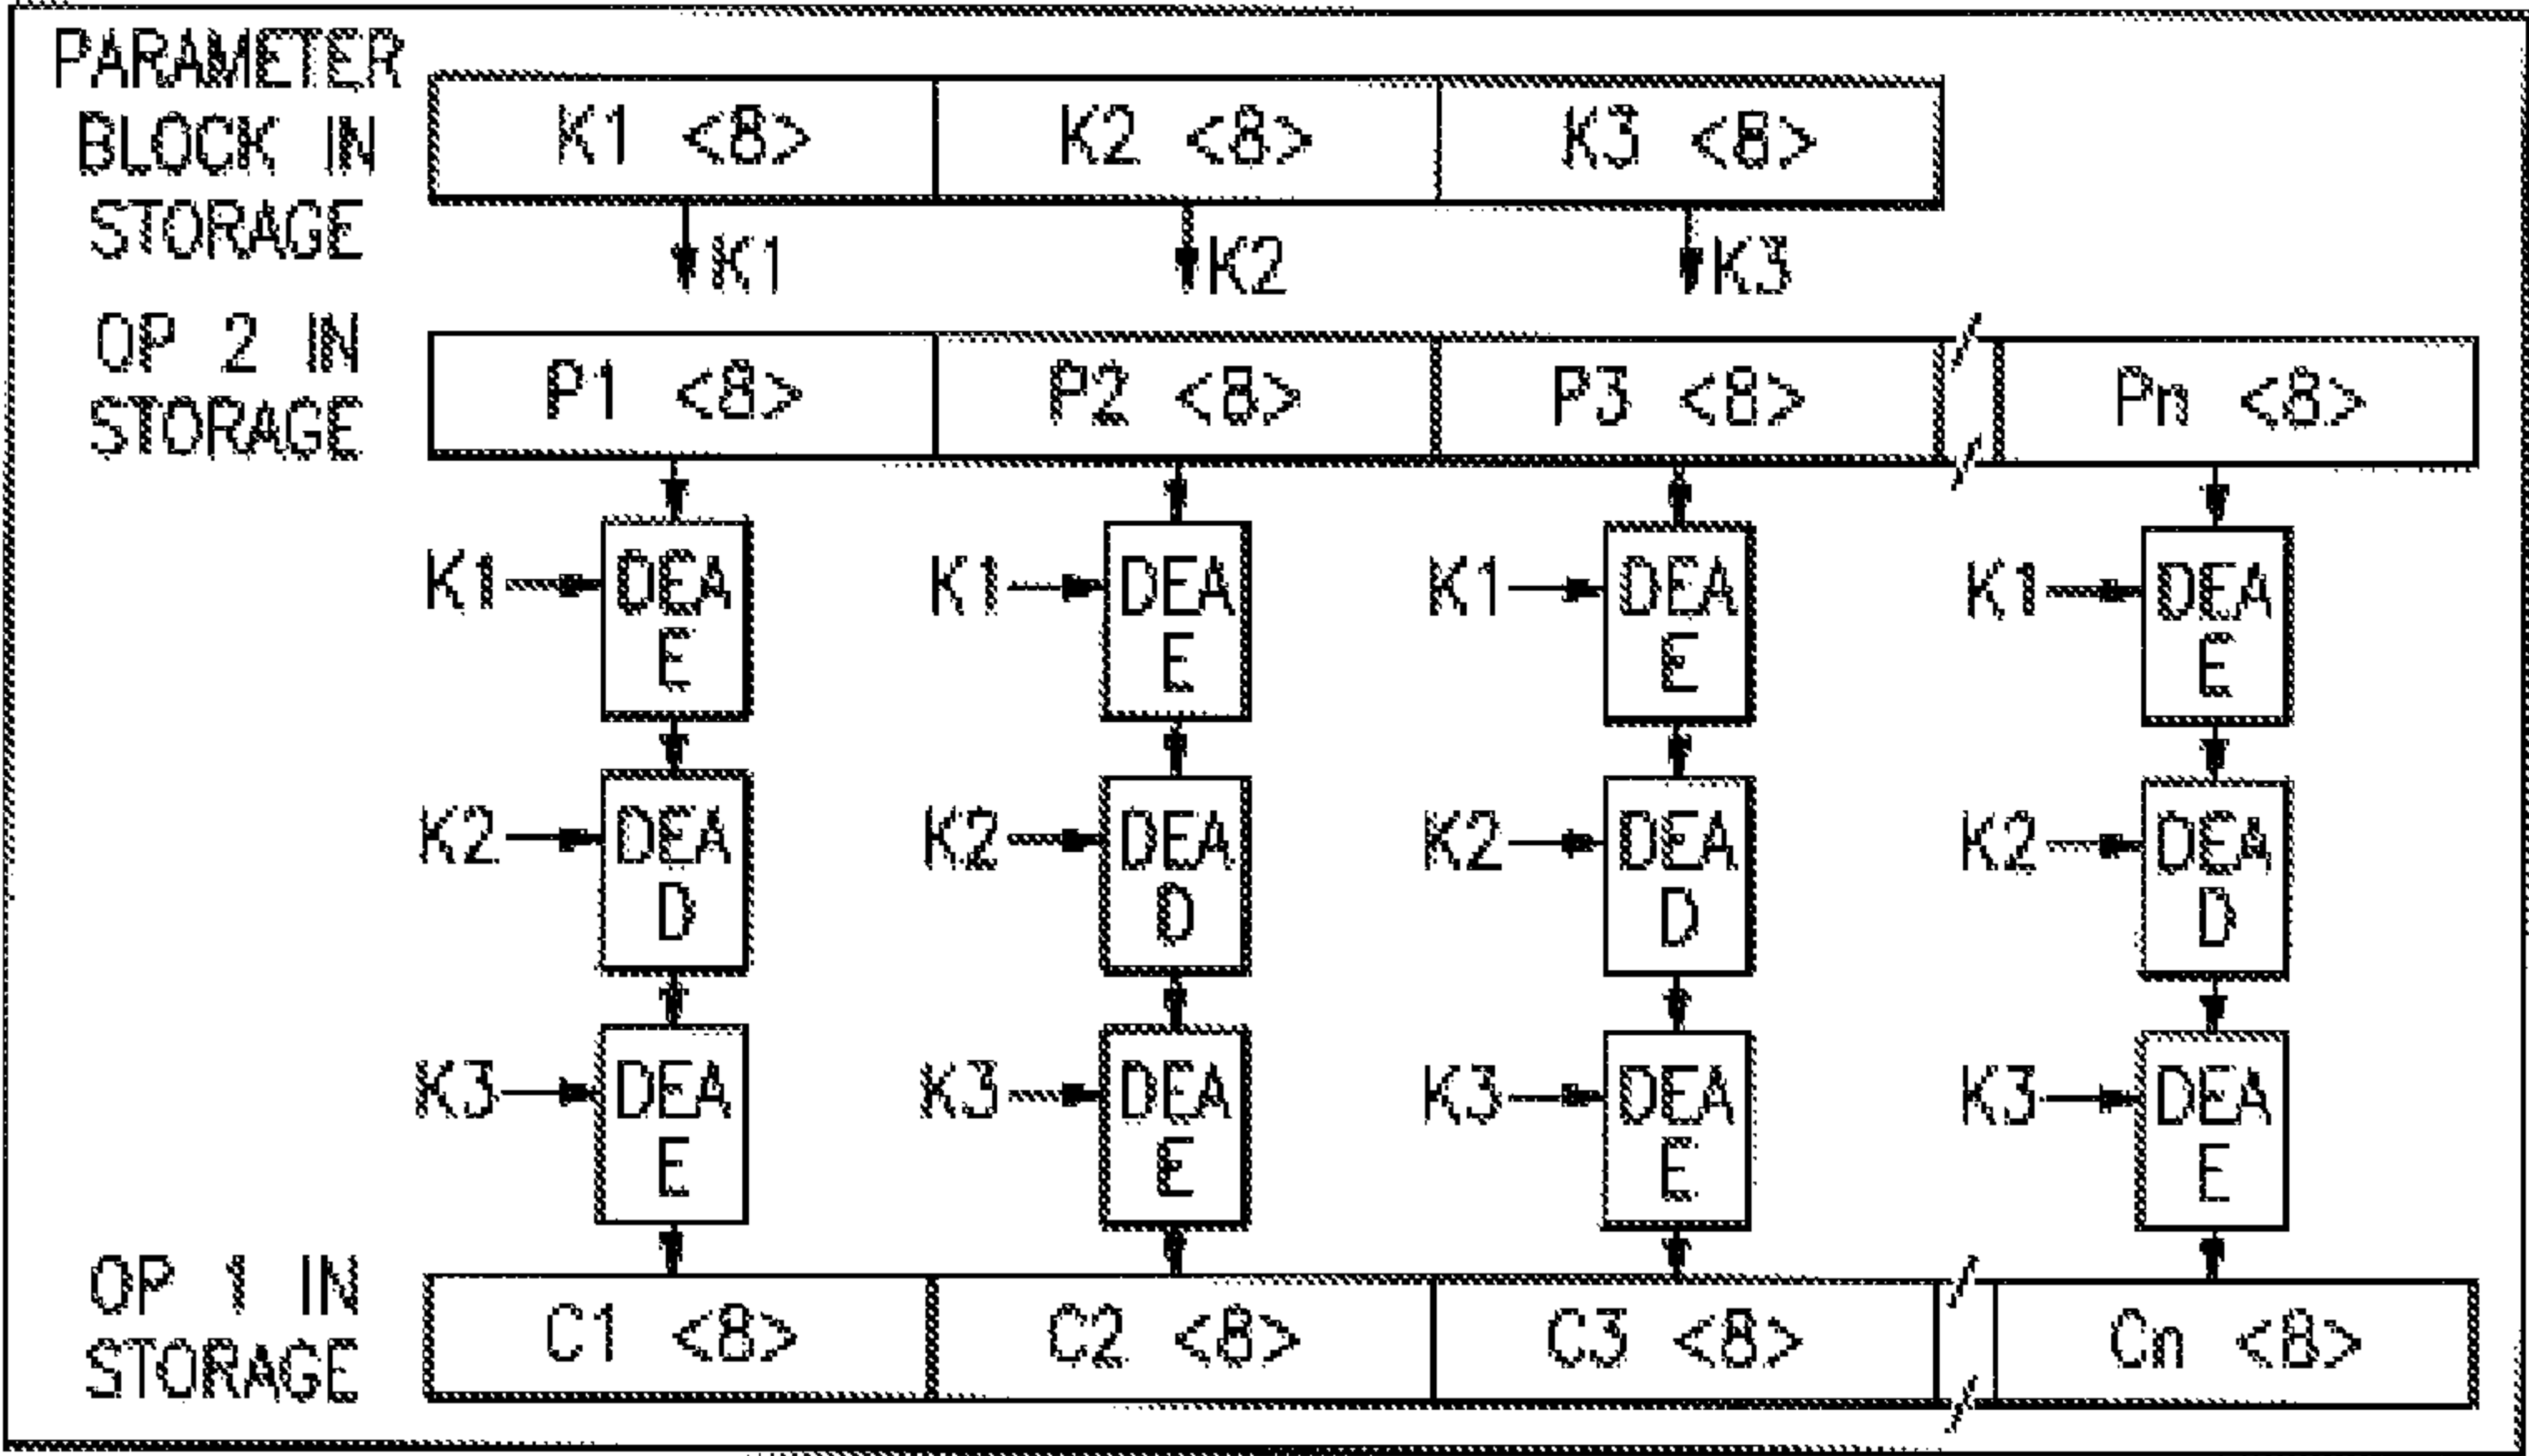 PARAMETER
BLOCK IN
STORAGE
K1 <8> K2 <8> K3 <8>
K1 K2 K3
OP 2 IN
STORAGE
P1 <8> P2 <8> P3 <8> Pn <8>
K1 DEA K1 DEA K1 DEA K1 DEA
E E E E
K2 DEA K2 DEA K2 DEA K2 DEA
D D D D
K3 DEA K3 DEA K3 DEA K3 DEA
E E E E
OP 1 IN
STORAGE
C1 <8> C2 <8> C3 <8> Cn <8>